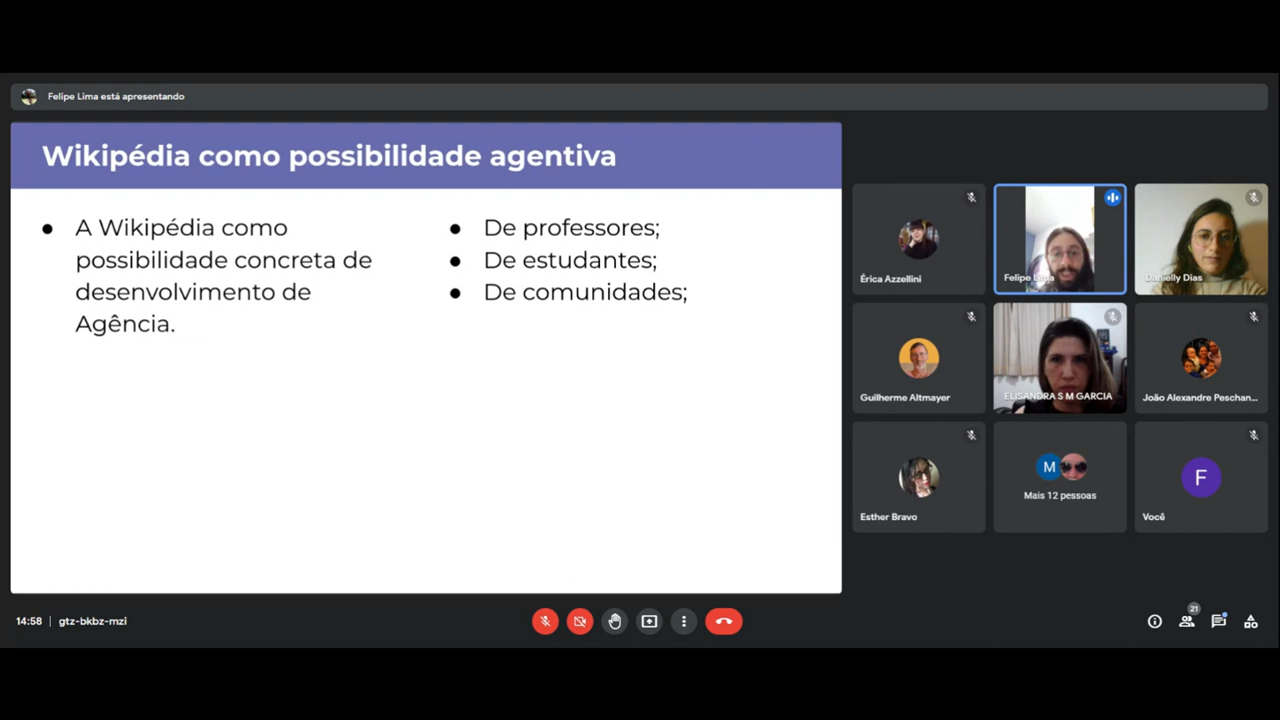 Felipe Lima está apresentando
Wikipédia como possibilidade agentiva
● A Wikipédia como
possibilidade concreta de
desenvolvimento de
Agência.
● De professores;
● De estudantes;
● De comunidades;
Érica Azzellini
Felipe Lima
Danielly Dias
Guilherme Altmayer
ELISANDRA S M GARCIA
João Alexandre Peschan...
Esther Bravo
M
Mais 12 pessoas
F
Você
14:58 | gtz-bkbz-mzi
21